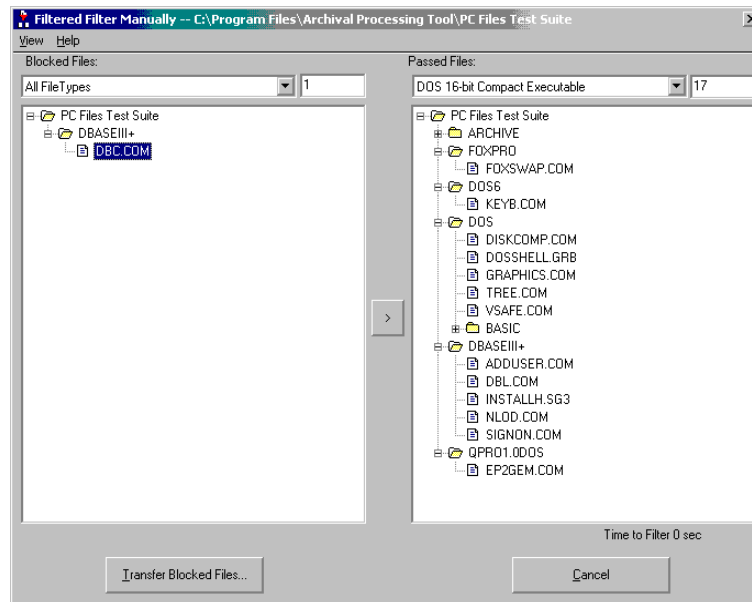 Filtered Filter Manually -- C:\Program Files\Archival Processing Tool\PC Files Test Suite
View Help
Blocked Files:
All FileTypes 1
PC Files Test Suite
DBASEIII+
DBC.COM
>
Passed Files:
DOS 16-bit Compact Executable 17
PC Files Test Suite
ARCHIVE
FOXPRO
FOXSWAP.COM
DOS6
KEYB.COM
DOS
DISKCOMP.COM
DOSSHELL.GRB
GRAPHICS.COM
TREE.COM
VSAFE.COM
BASIC
DBASEIII+
ADDUSER.COM
DBL.COM
INSTALLH.SG3
NLOD.COM
SIGNON.COM
QPRO1.0DOS
EP2GEM.COM
Time to Filter 0 sec
Transfer Blocked Files...
Cancel